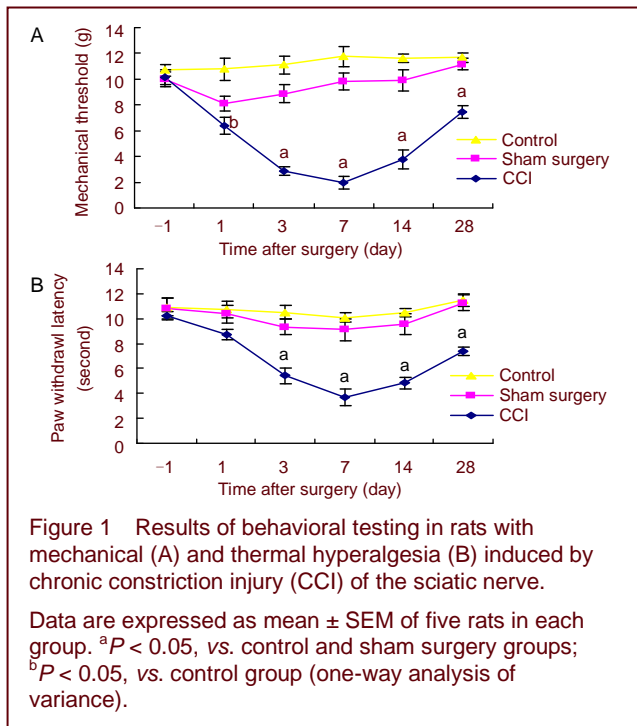 A
Mechanical threshold (g)
14
12
10
8
6
4
2
0
b
a
a
a
a
Control
Sham surgery
CCI
−1 1 3 7 14 28
Time after surgery (day)
B
Paw withdrawl latency
(second)
14
12
10
8
6
4
2
0
a
a
a
a
Control
Sham surgery
CCI
−1 1 3 7 14 28
Time after surgery (day)
Figure 1 Results of behavioral testing in rats with
mechanical (A) and thermal hyperalgesia (B) induced by
chronic constriction injury (CCI) of the sciatic nerve.
Data are expressed as mean ± SEM of five rats in each
group. ᵃP < 0.05, vs. control and sham surgery groups;
ᵇP < 0.05, vs. control group (one-way analysis of
variance).